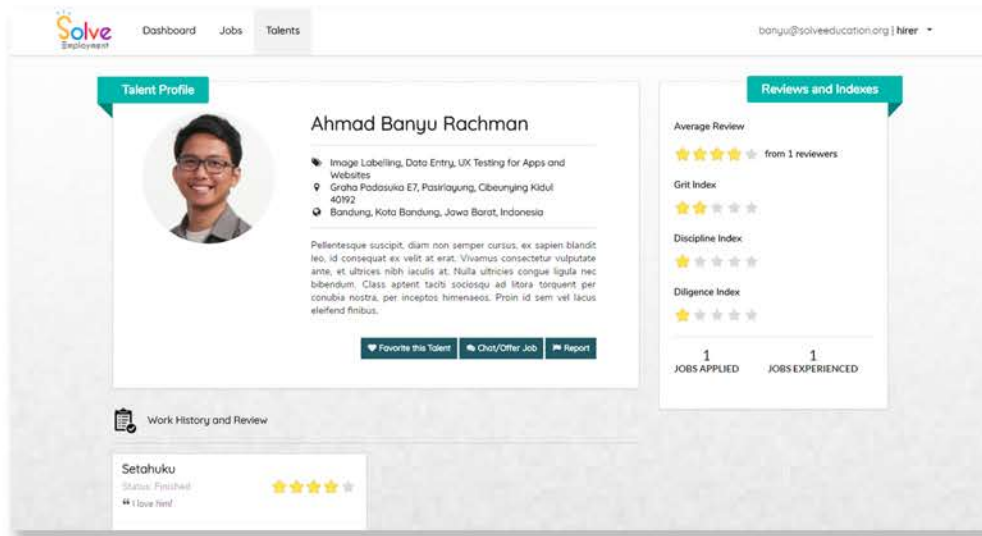 Solve
Employment
Dashboard Jobs Talents
banyu@solveeducation.org | hirer
Talent Profile
Ahmad Banyu Rachman
Image Labelling, Data Entry, UX Testing for Apps and
Websites
Graha Padasuka E7, Pasirlayung, Cibeunying Kidul
40192
Bandung, Kota Bandung, Jawa Barat, Indonesia
Pellentesque suscipit, diam non semper cursus, ex sapien blandit
leo, id consequat ex velit at erat. Vivamus consectetur vulputate
ante, et ultrices nibh iaculis at. Nulla ultricies congue ligula nec
bibendum. Class aptent taciti sociosqu ad litora torquent per
conubia nostra, per inceptos himenaeos. Proin id sem vel lacus
eleifend finibus.
Favorite this Talent Chat/Offer Job Report
Reviews and Indexes
Average Review
from 1 reviewers
Grit Index
Discipline Index
Diligence Index
1 1
JOBS APPLIED JOBS EXPERIENCED
Work History and Review
Setahuku
Status: Finished
“ I love him!